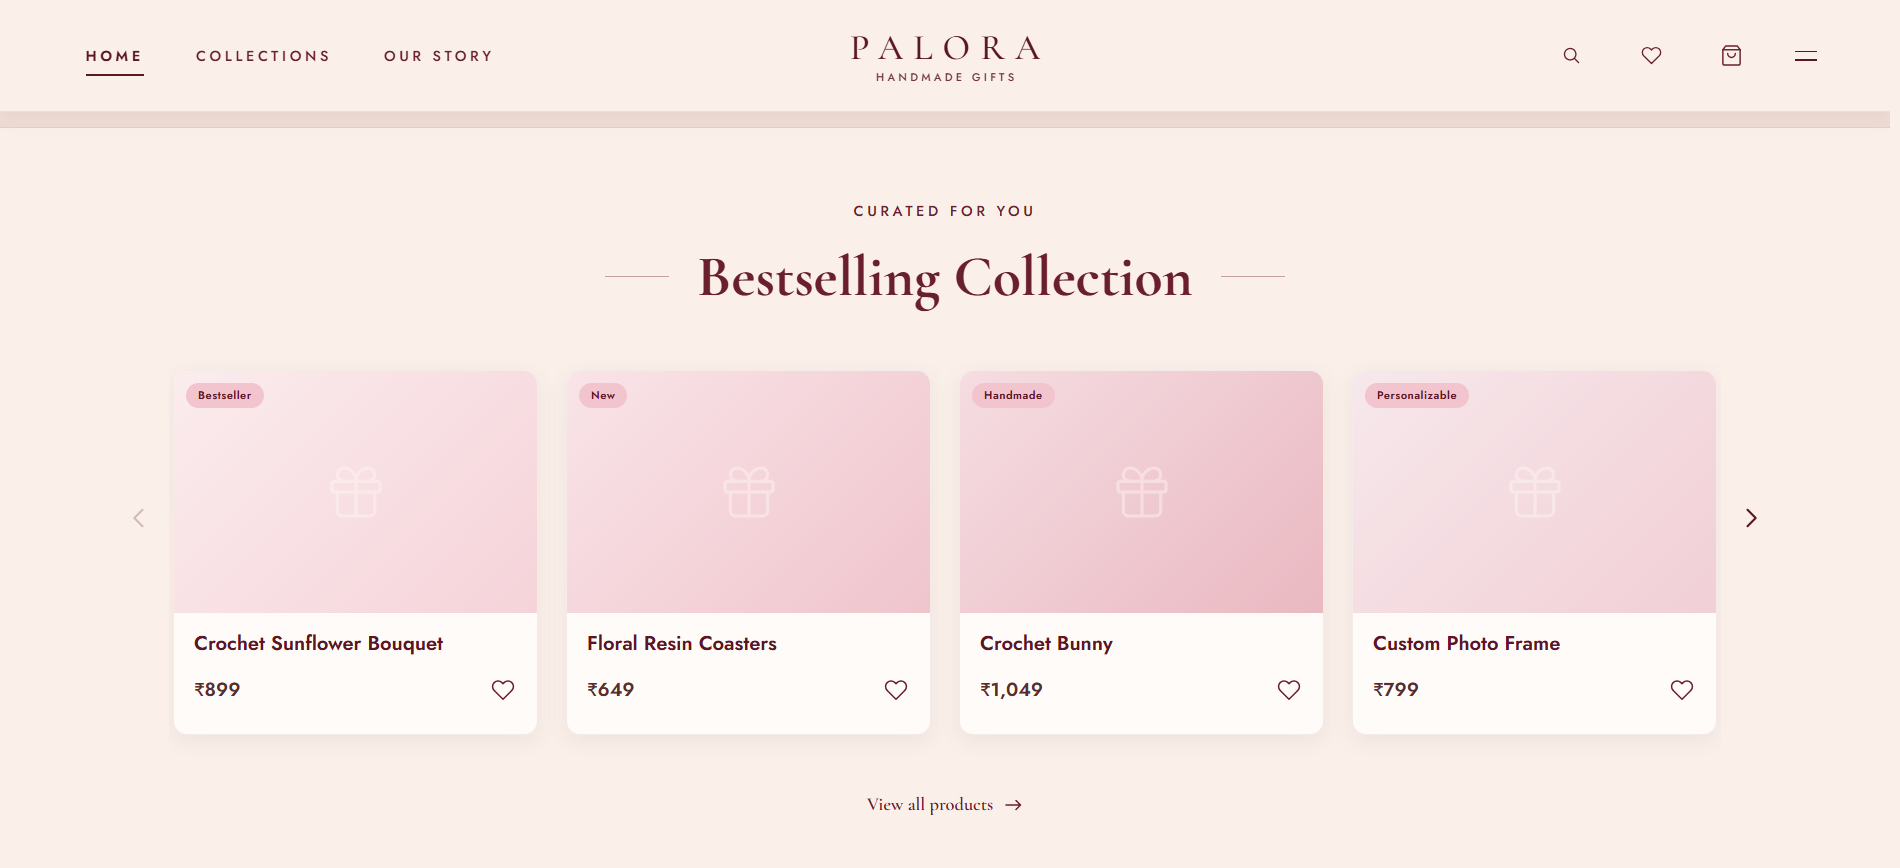 HOME COLLECTIONS OUR STORY
PALORA
HANDMADE GIFTS
CURATED FOR YOU
Bestselling Collection
Bestseller
New
Handmade
Personalizable
Crochet Sunflower Bouquet
Floral Resin Coasters
Crochet Bunny
Custom Photo Frame
₹899
₹649
₹1,049
₹799
View all products